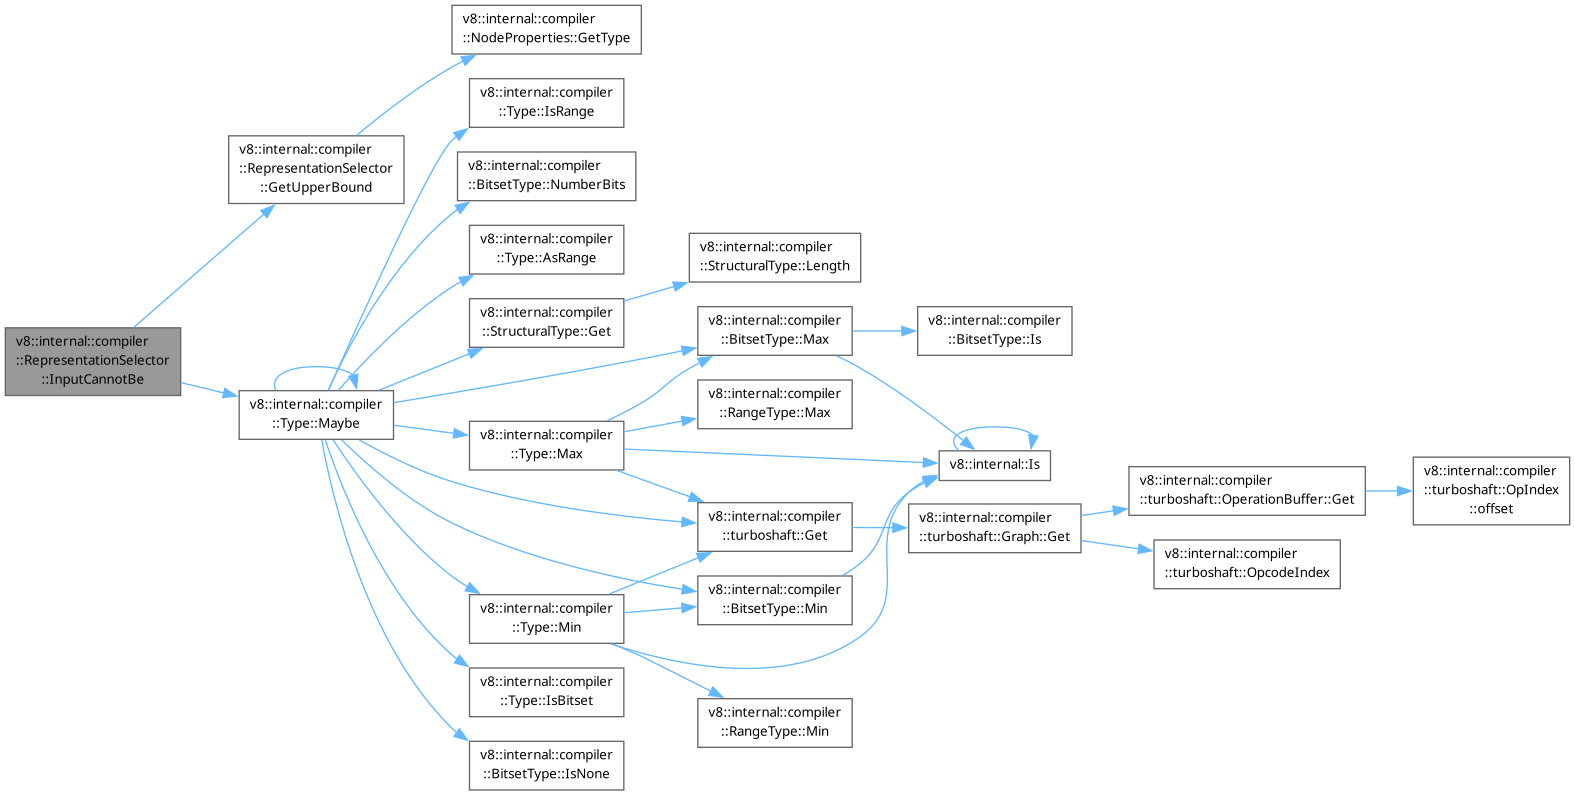 v8::internal::compiler
::NodeProperties::GetType
v8::internal::compiler
::Type::IsRange
v8::internal::compiler
::RepresentationSelector
::GetUpperBound
v8::internal::compiler
::BitsetType::NumberBits
v8::internal::compiler
::Type::AsRange
v8::internal::compiler
::StructuralType::Length
v8::internal::compiler
::StructuralType::Get
v8::internal::compiler
::BitsetType::Max
v8::internal::compiler
::BitsetType::Is
v8::internal::compiler
::RepresentationSelector
::InputCannotBe
v8::internal::compiler
::Type::Maybe
v8::internal::compiler
::RangeType::Max
v8::internal::compiler
::Type::Max
v8::internal::Is
v8::internal::compiler
::turboshaft::OperationBuffer::Get
v8::internal::compiler
::turboshaft::OpIndex
::offset
v8::internal::compiler
::turboshaft::Get
v8::internal::compiler
::turboshaft::Graph::Get
v8::internal::compiler
::turboshaft::OpcodeIndex
v8::internal::compiler
::BitsetType::Min
v8::internal::compiler
::Type::Min
v8::internal::compiler
::Type::IsBitset
v8::internal::compiler
::RangeType::Min
v8::internal::compiler
::BitsetType::IsNone